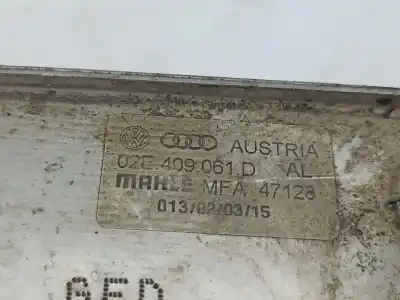 AUSTRIA
02E 409 061 D AL
MAHLE MFA 47128
013/02/03/15